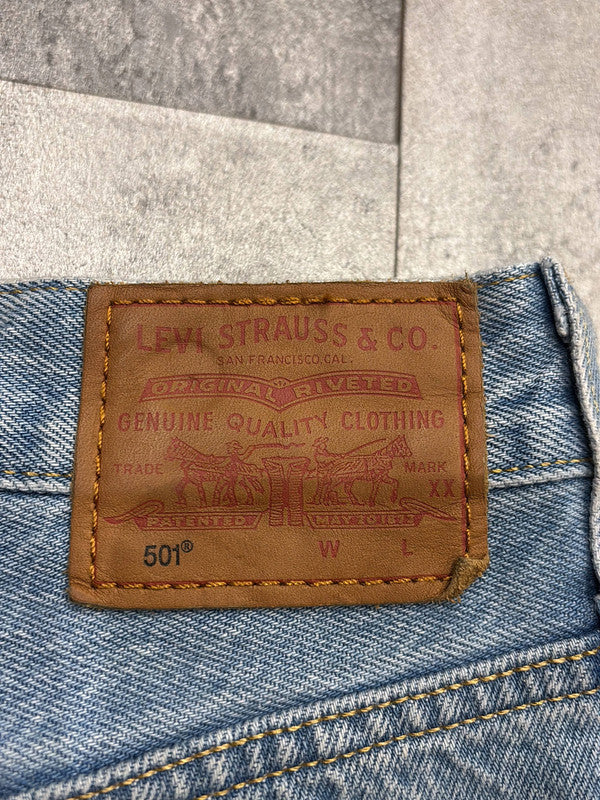 LEVI STRAUSS & CO.
SAN FRANCISCO, CAL.
ORIGINAL RIVETED
GENUINE QUALITY CLOTHING
TRADE MARK
XX
PATENTED MAY 20 1873
501® W L